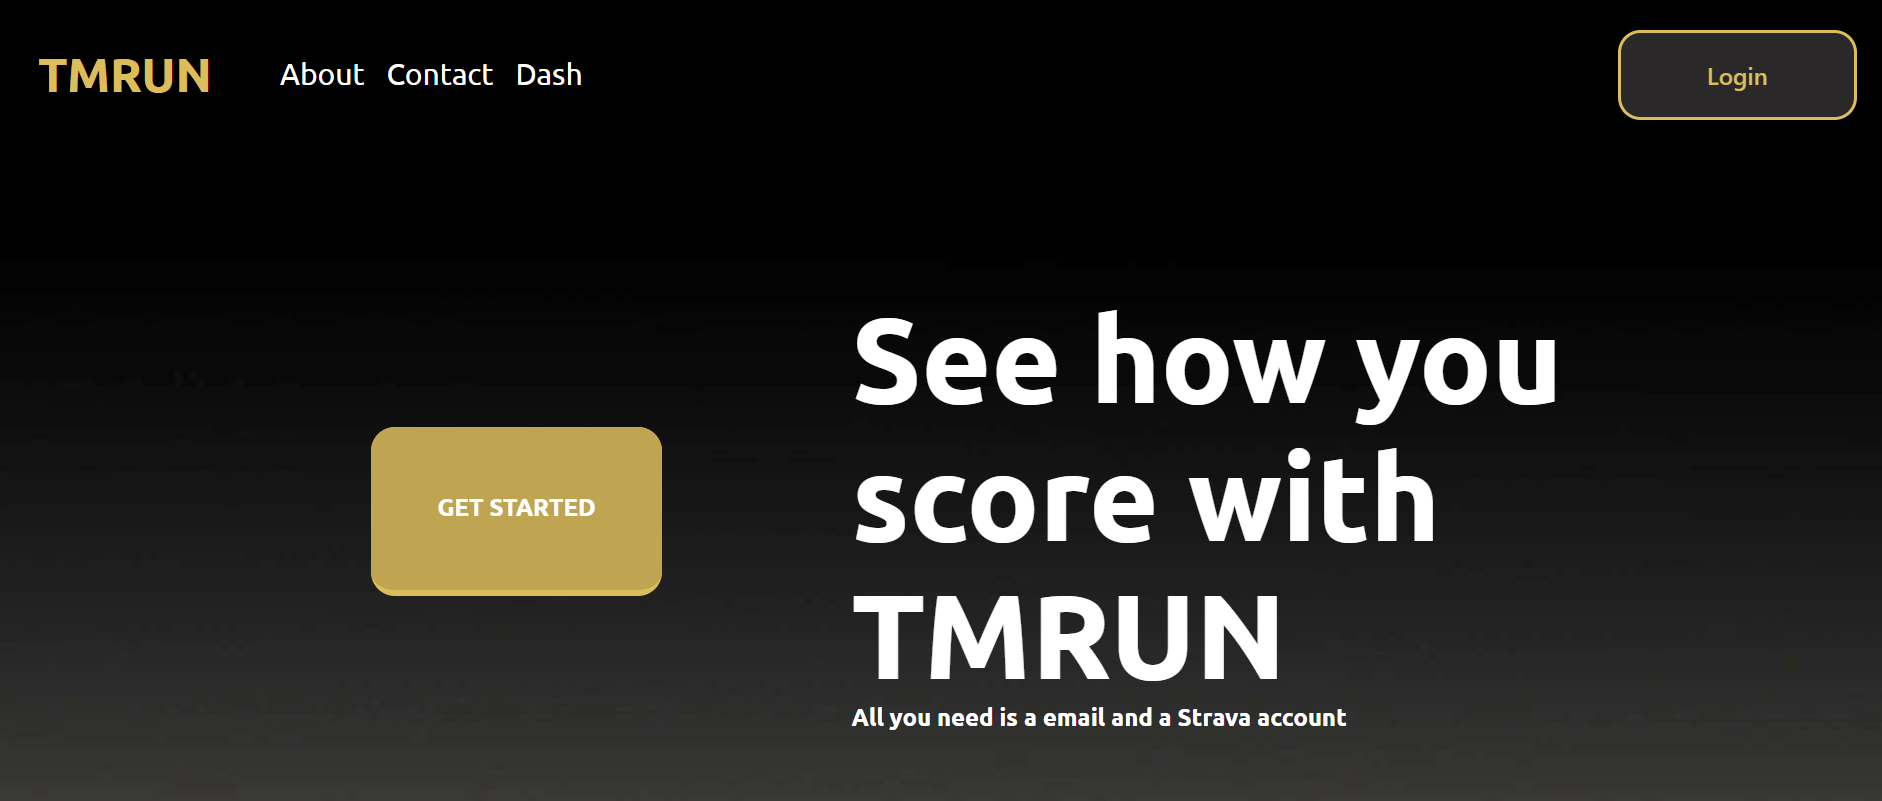 TMRUN
About Contact Dash
Login
GET STARTED
See how you
score with
TMRUN
All you need is a email and a Strava account